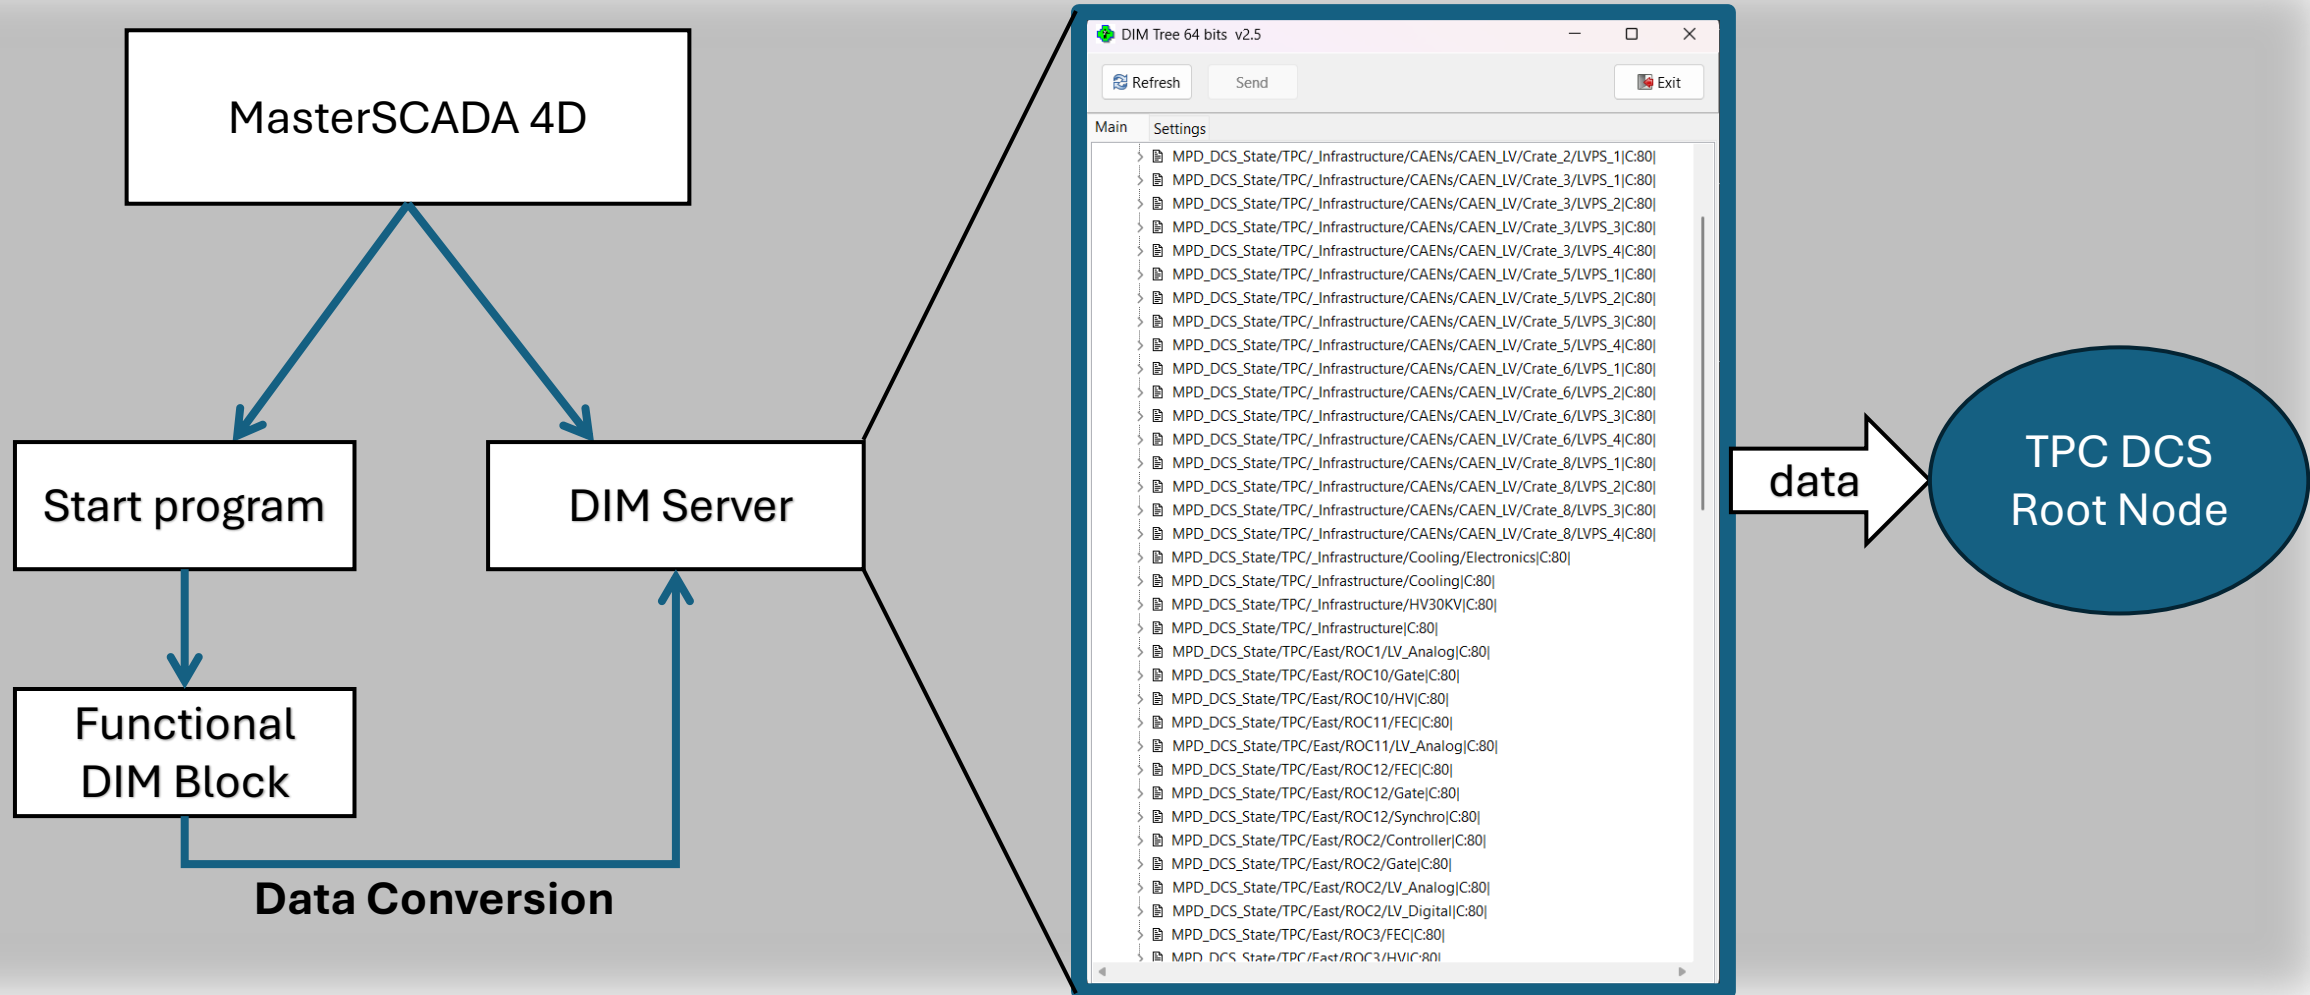 MasterSCADA 4D
Start program
DIM Server
Functional
DIM Block
Data Conversion
DIM Tree 64 bits v2.5
Refresh
Send
Exit
Main
Settings
MPD_DCS_State/TPC/_Infrastructure/CAENs/CAEN_LV/Crate_2/LVPS_1|C:80|
MPD_DCS_State/TPC/_Infrastructure/CAENs/CAEN_LV/Crate_3/LVPS_1|C:80|
MPD_DCS_State/TPC/_Infrastructure/CAENs/CAEN_LV/Crate_3/LVPS_2|C:80|
MPD_DCS_State/TPC/_Infrastructure/CAENs/CAEN_LV/Crate_3/LVPS_3|C:80|
MPD_DCS_State/TPC/_Infrastructure/CAENs/CAEN_LV/Crate_3/LVPS_4|C:80|
MPD_DCS_State/TPC/_Infrastructure/CAENs/CAEN_LV/Crate_5/LVPS_1|C:80|
MPD_DCS_State/TPC/_Infrastructure/CAENs/CAEN_LV/Crate_5/LVPS_2|C:80|
MPD_DCS_State/TPC/_Infrastructure/CAENs/CAEN_LV/Crate_5/LVPS_3|C:80|
MPD_DCS_State/TPC/_Infrastructure/CAENs/CAEN_LV/Crate_5/LVPS_4|C:80|
MPD_DCS_State/TPC/_Infrastructure/CAENs/CAEN_LV/Crate_6/LVPS_1|C:80|
MPD_DCS_State/TPC/_Infrastructure/CAENs/CAEN_LV/Crate_6/LVPS_2|C:80|
MPD_DCS_State/TPC/_Infrastructure/CAENs/CAEN_LV/Crate_6/LVPS_3|C:80|
MPD_DCS_State/TPC/_Infrastructure/CAENs/CAEN_LV/Crate_6/LVPS_4|C:80|
MPD_DCS_State/TPC/_Infrastructure/CAENs/CAEN_LV/Crate_8/LVPS_1|C:80|
MPD_DCS_State/TPC/_Infrastructure/CAENs/CAEN_LV/Crate_8/LVPS_2|C:80|
MPD_DCS_State/TPC/_Infrastructure/CAENs/CAEN_LV/Crate_8/LVPS_3|C:80|
MPD_DCS_State/TPC/_Infrastructure/CAENs/CAEN_LV/Crate_8/LVPS_4|C:80|
MPD_DCS_State/TPC/_Infrastructure/Cooling/Electronics|C:80|
MPD_DCS_State/TPC/_Infrastructure/Cooling|C:80|
MPD_DCS_State/TPC/_Infrastructure/HV30KV|C:80|
MPD_DCS_State/TPC/_Infrastructure|C:80|
MPD_DCS_State/TPC/East/ROC1/LV_Analog|C:80|
MPD_DCS_State/TPC/East/ROC10/Gate|C:80|
MPD_DCS_State/TPC/East/ROC10/HV|C:80|
MPD_DCS_State/TPC/East/ROC11/FEC|C:80|
MPD_DCS_State/TPC/East/ROC11/LV_Analog|C:80|
MPD_DCS_State/TPC/East/ROC12/FEC|C:80|
MPD_DCS_State/TPC/East/ROC12/Gate|C:80|
MPD_DCS_State/TPC/East/ROC12/Synchro|C:80|
MPD_DCS_State/TPC/East/ROC2/Controller|C:80|
MPD_DCS_State/TPC/East/ROC2/Gate|C:80|
MPD_DCS_State/TPC/East/ROC2/LV_Analog|C:80|
MPD_DCS_State/TPC/East/ROC2/LV_Digital|C:80|
MPD_DCS_State/TPC/East/ROC3/FEC|C:80|
MPD_DCS_State/TPC/East/ROC3/HV|C:80|
data
TPC DCS
Root Node